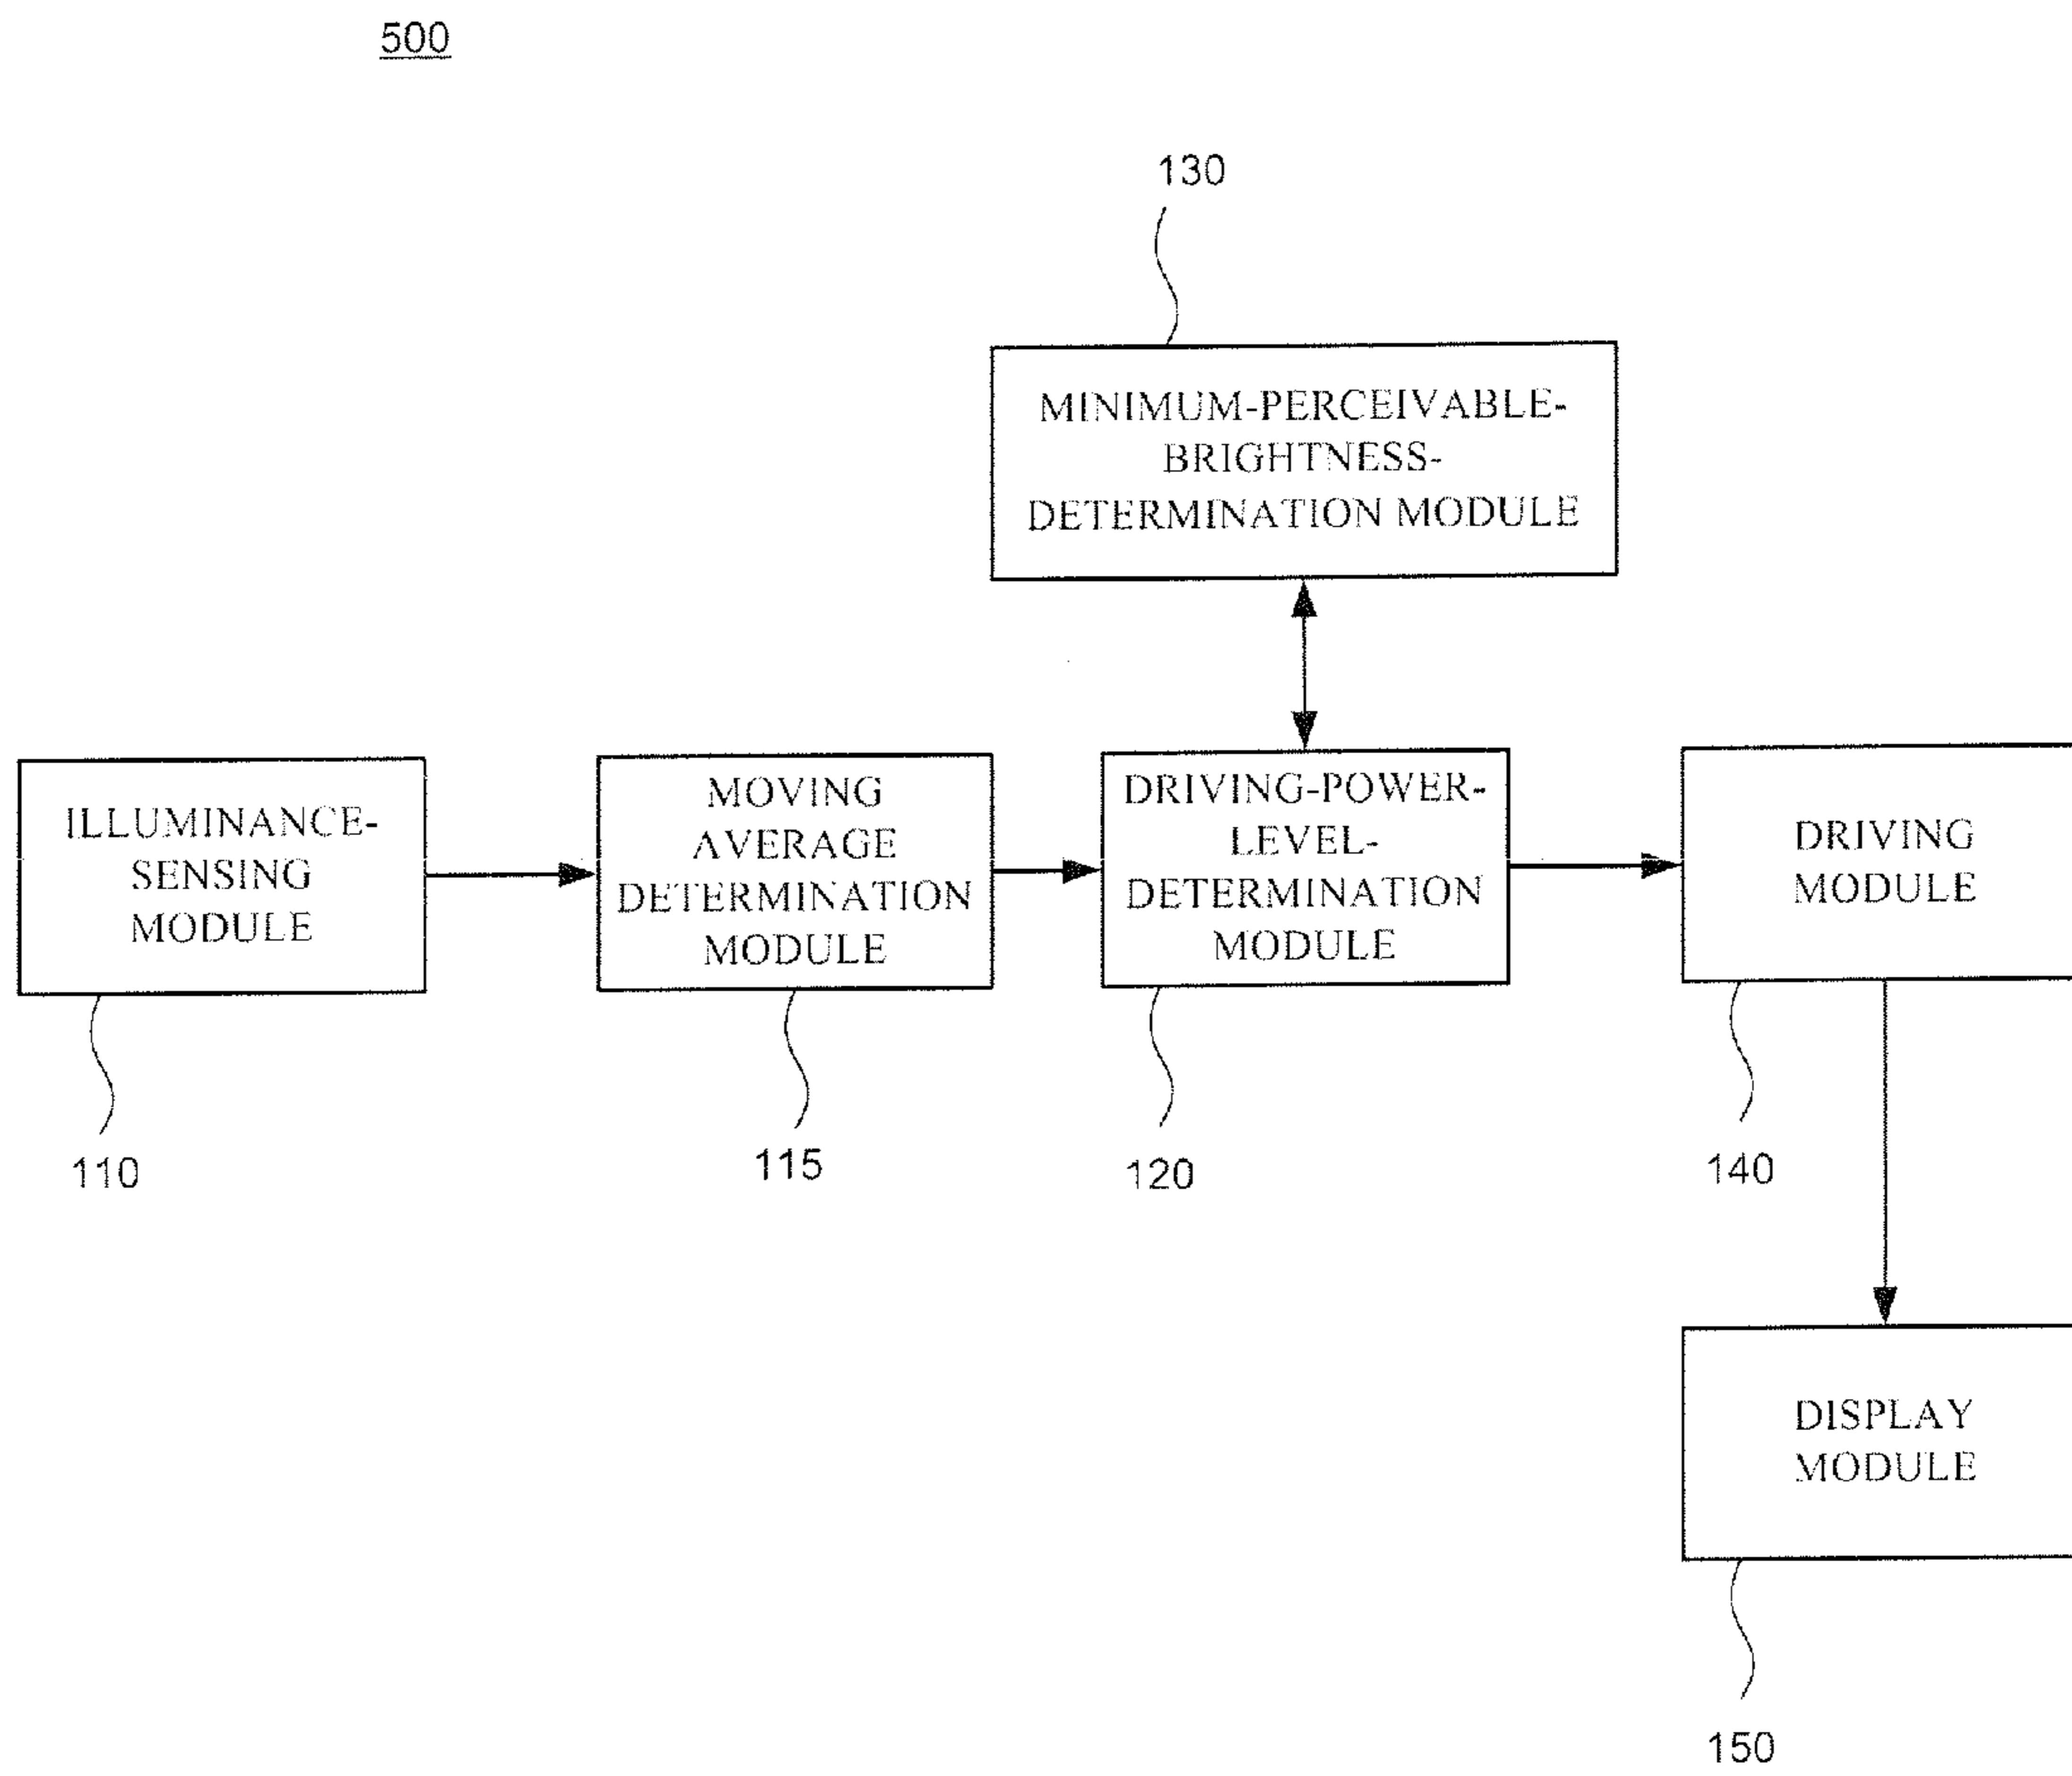 500
130
MINIMUM-PERCEIVABLE-
BRIGHTNESS-
DETERMINATION MODULE
ILLUMINANCE-
SENSING
MODULE
MOVING
AVERAGE
DETERMINATION
MODULE
DRIVING-POWER-
LEVEL-
DETERMINATION
MODULE
DRIVING
MODULE
110
115
120
140
DISPLAY
MODULE
150